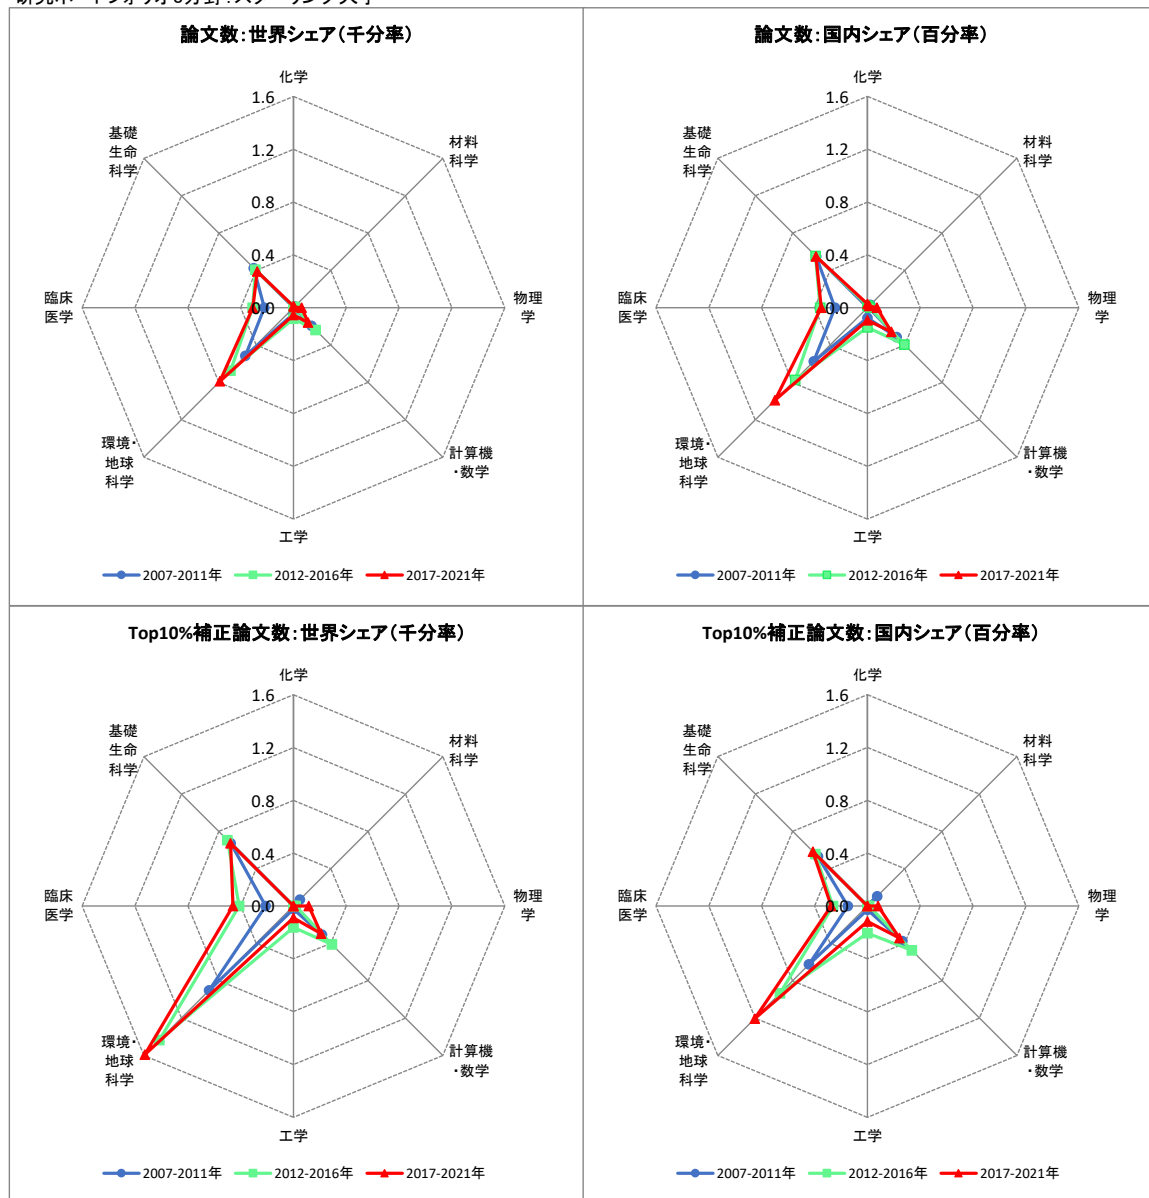 論文数：世界シェア（千分率）
化学
1.6
1.2
0.8
0.4
0.0
材料
科学
物理
学
計算機
・数学
工学
環境・
地球
科学
臨床
医学
基礎
生命
科学
2007-2011年
2012-2016年
2017-2021年
論文数：国内シェア（百分率）
化学
1.6
1.2
0.8
0.4
0.0
材料
科学
物理
学
計算機
・数学
工学
環境・
地球
科学
臨床
医学
基礎
生命
科学
2007-2011年
2012-2016年
2017-2021年
Top10%補正論文数：世界シェア（千分率）
化学
1.6
1.2
0.8
0.4
0.0
材料
科学
物理
学
計算機
・数学
工学
環境・
地球
科学
臨床
医学
基礎
生命
科学
2007-2011年
2012-2016年
2017-2021年
Top10%補正論文数：国内シェア（百分率）
化学
1.6
1.2
0.8
0.4
0.0
材料
科学
物理
学
計算機
・数学
工学
環境・
地球
科学
臨床
医学
基礎
生命
科学
2007-2011年
2012-2016年
2017-2021年